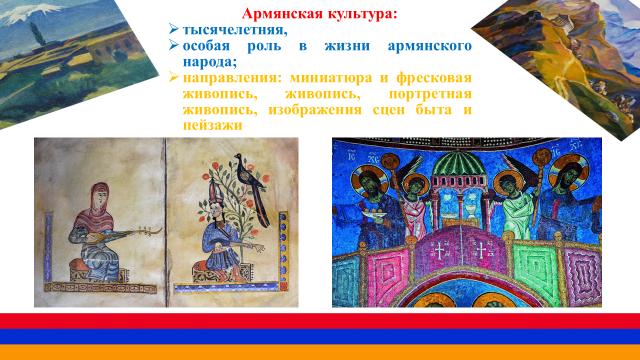 Армянская культура:
тысячелетняя,
особая роль в жизни армянского
народа;
направления: миниатюра и фресковая
живопись, живопись, портретная
живопись, изображения сцен быта и
пейзажи